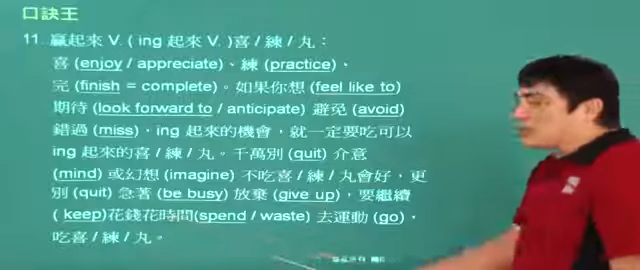 口訣王
11. 贏起來 V. ( ing 起來 V. )喜 / 練 / 丸：
喜 (enjoy / appreciate)、練 (practice)、
完 (finish = complete)。如果你想 (feel like to)
期待 (look forward to / anticipate) 避免 (avoid)
錯過 (miss)，ing 起來的機會，就一定要吃可以
ing 起來的喜 / 練 / 丸。千萬別 (quit) 介意
(mind) 或幻想 (imagine) 不吃喜 / 練 / 丸會好，更
別 (quit) 急著 (be busy) 放棄 (give up)，要繼續
( keep)花錢花時間(spend / waste) 去運動 (go)，
吃喜 / 練 / 丸。